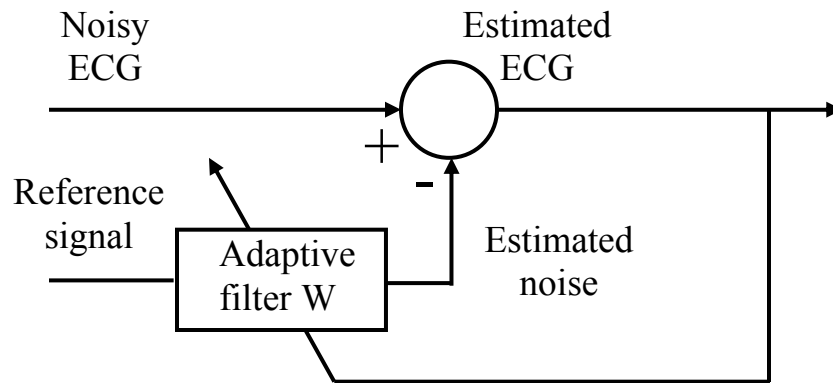 Noisy
ECG
Estimated
ECG
+
-
Reference
signal
Adaptive
filter W
Estimated
noise